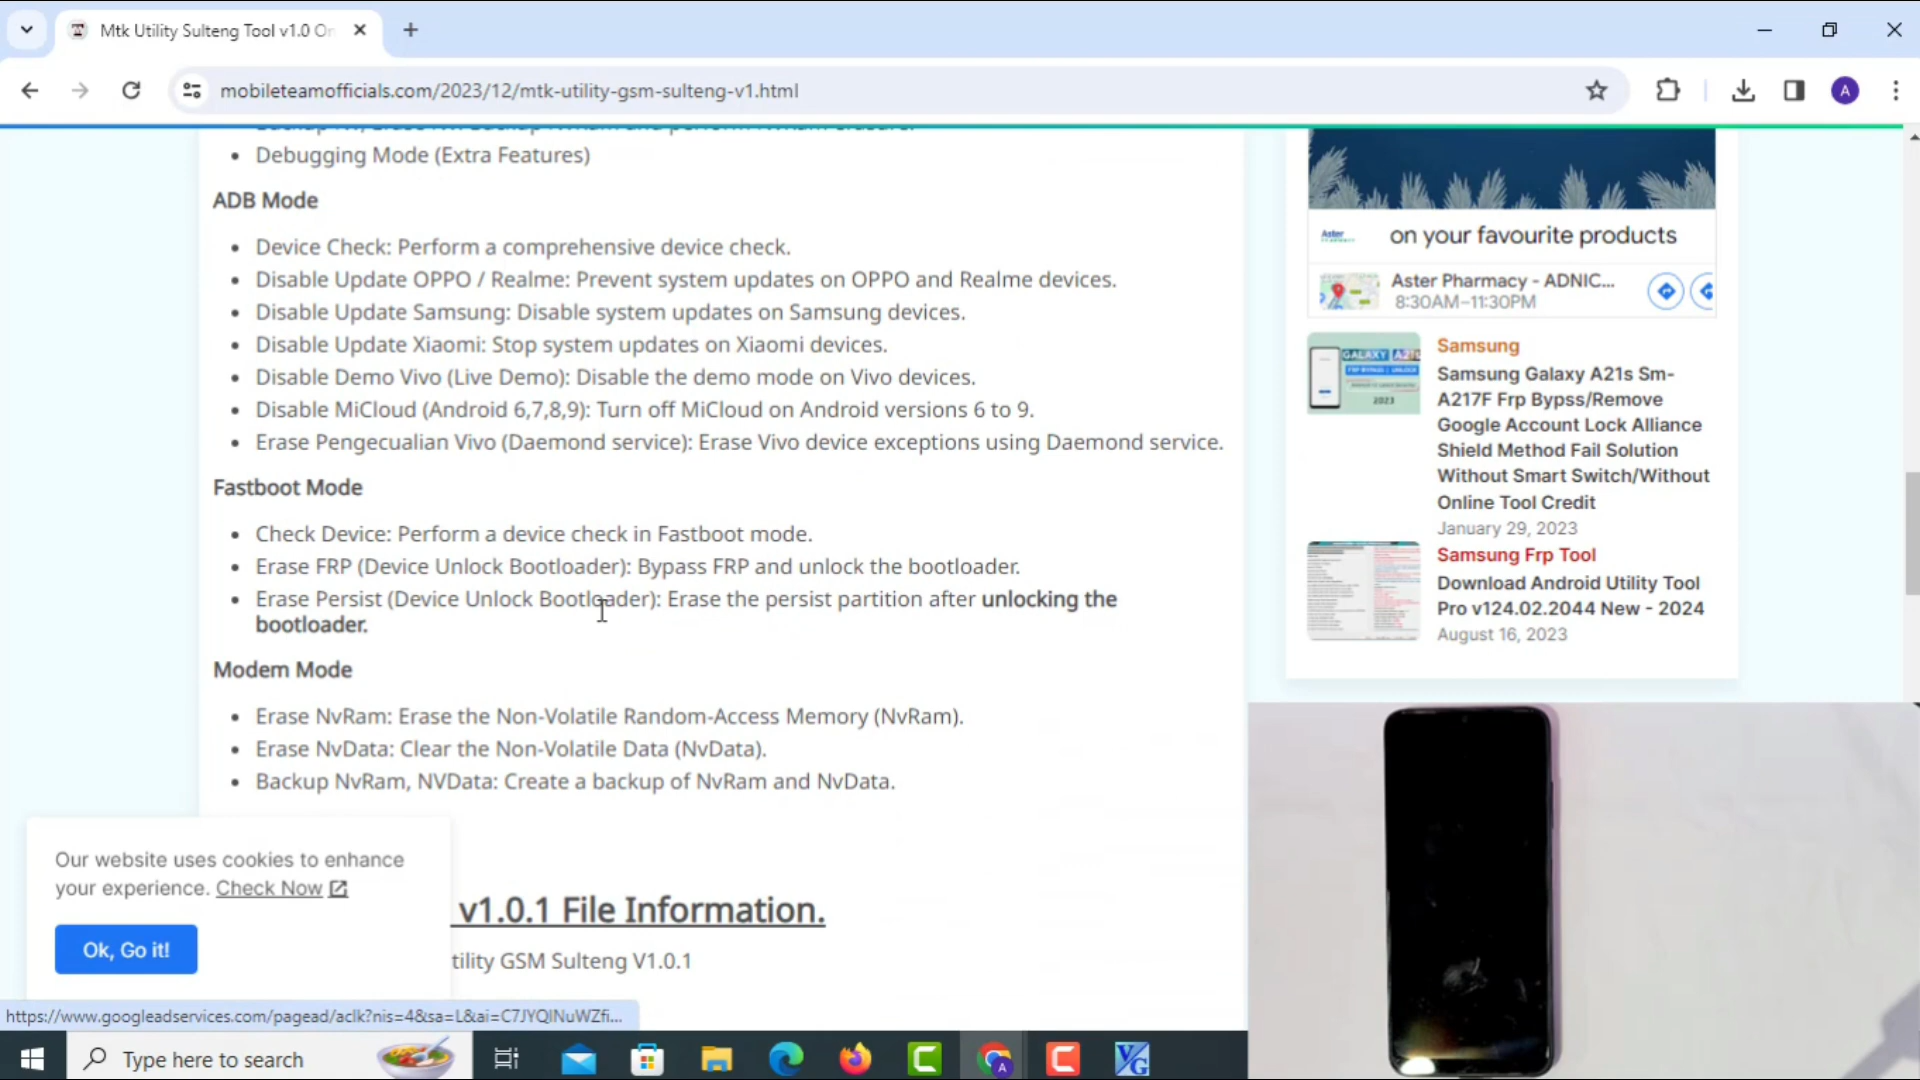 Mtk Utility Sulteng Tool v1.0 On
mobileteamofficials.com/2023/12/mtk-utility-gsm-sulteng-v1.html
A
Debugging Mode (Extra Features)
ADB Mode
Device Check: Perform a comprehensive device check.
Disable Update OPPO / Realme: Prevent system updates on OPPO and Realme devices.
Disable Update Samsung: Disable system updates on Samsung devices.
Disable Update Xiaomi: Stop system updates on Xiaomi devices.
Disable Demo Vivo (Live Demo): Disable the demo mode on Vivo devices.
Disable MiCloud (Android 6,7,8,9): Turn off MiCloud on Android versions 6 to 9.
Erase Pengecualian Vivo (Daemond service): Erase Vivo device exceptions using Daemond service.
Fastboot Mode
Check Device: Perform a device check in Fastboot mode.
Erase FRP (Device Unlock Bootloader): Bypass FRP and unlock the bootloader.
Erase Persist (Device Unlock Bootloader): Erase the persist partition after unlocking the
bootloader.
Modem Mode
Erase NvRam: Erase the Non-Volatile Random-Access Memory (NvRam).
Erase NvData: Clear the Non-Volatile Data (NvData).
Backup NvRam, NVData: Create a backup of NvRam and NvData.
v1.0.1 File Information.
tility GSM Sulteng V1.0.1
Our website uses cookies to enhance
your experience. Check Now
Ok, Go it!
https://www.googleadservices.com/pagead/aclk?nis=4&sa=L&ai=C7JYQINuWZfi...
on your favourite products
Aster
Aster Pharmacy - ADNIC...
8:30AM–11:30PM
GALAXY A21S
FRP BYPASS | UNLOCK
2023
Samsung
Samsung Galaxy A21s Sm-
A217F Frp Bypss/Remove
Google Account Lock Alliance
Shield Method Fail Solution
Without Smart Switch/Without
Online Tool Credit
January 29, 2023
Samsung Frp Tool
Download Android Utility Tool
Pro v124.02.2044 New - 2024
August 16, 2023
Type here to search